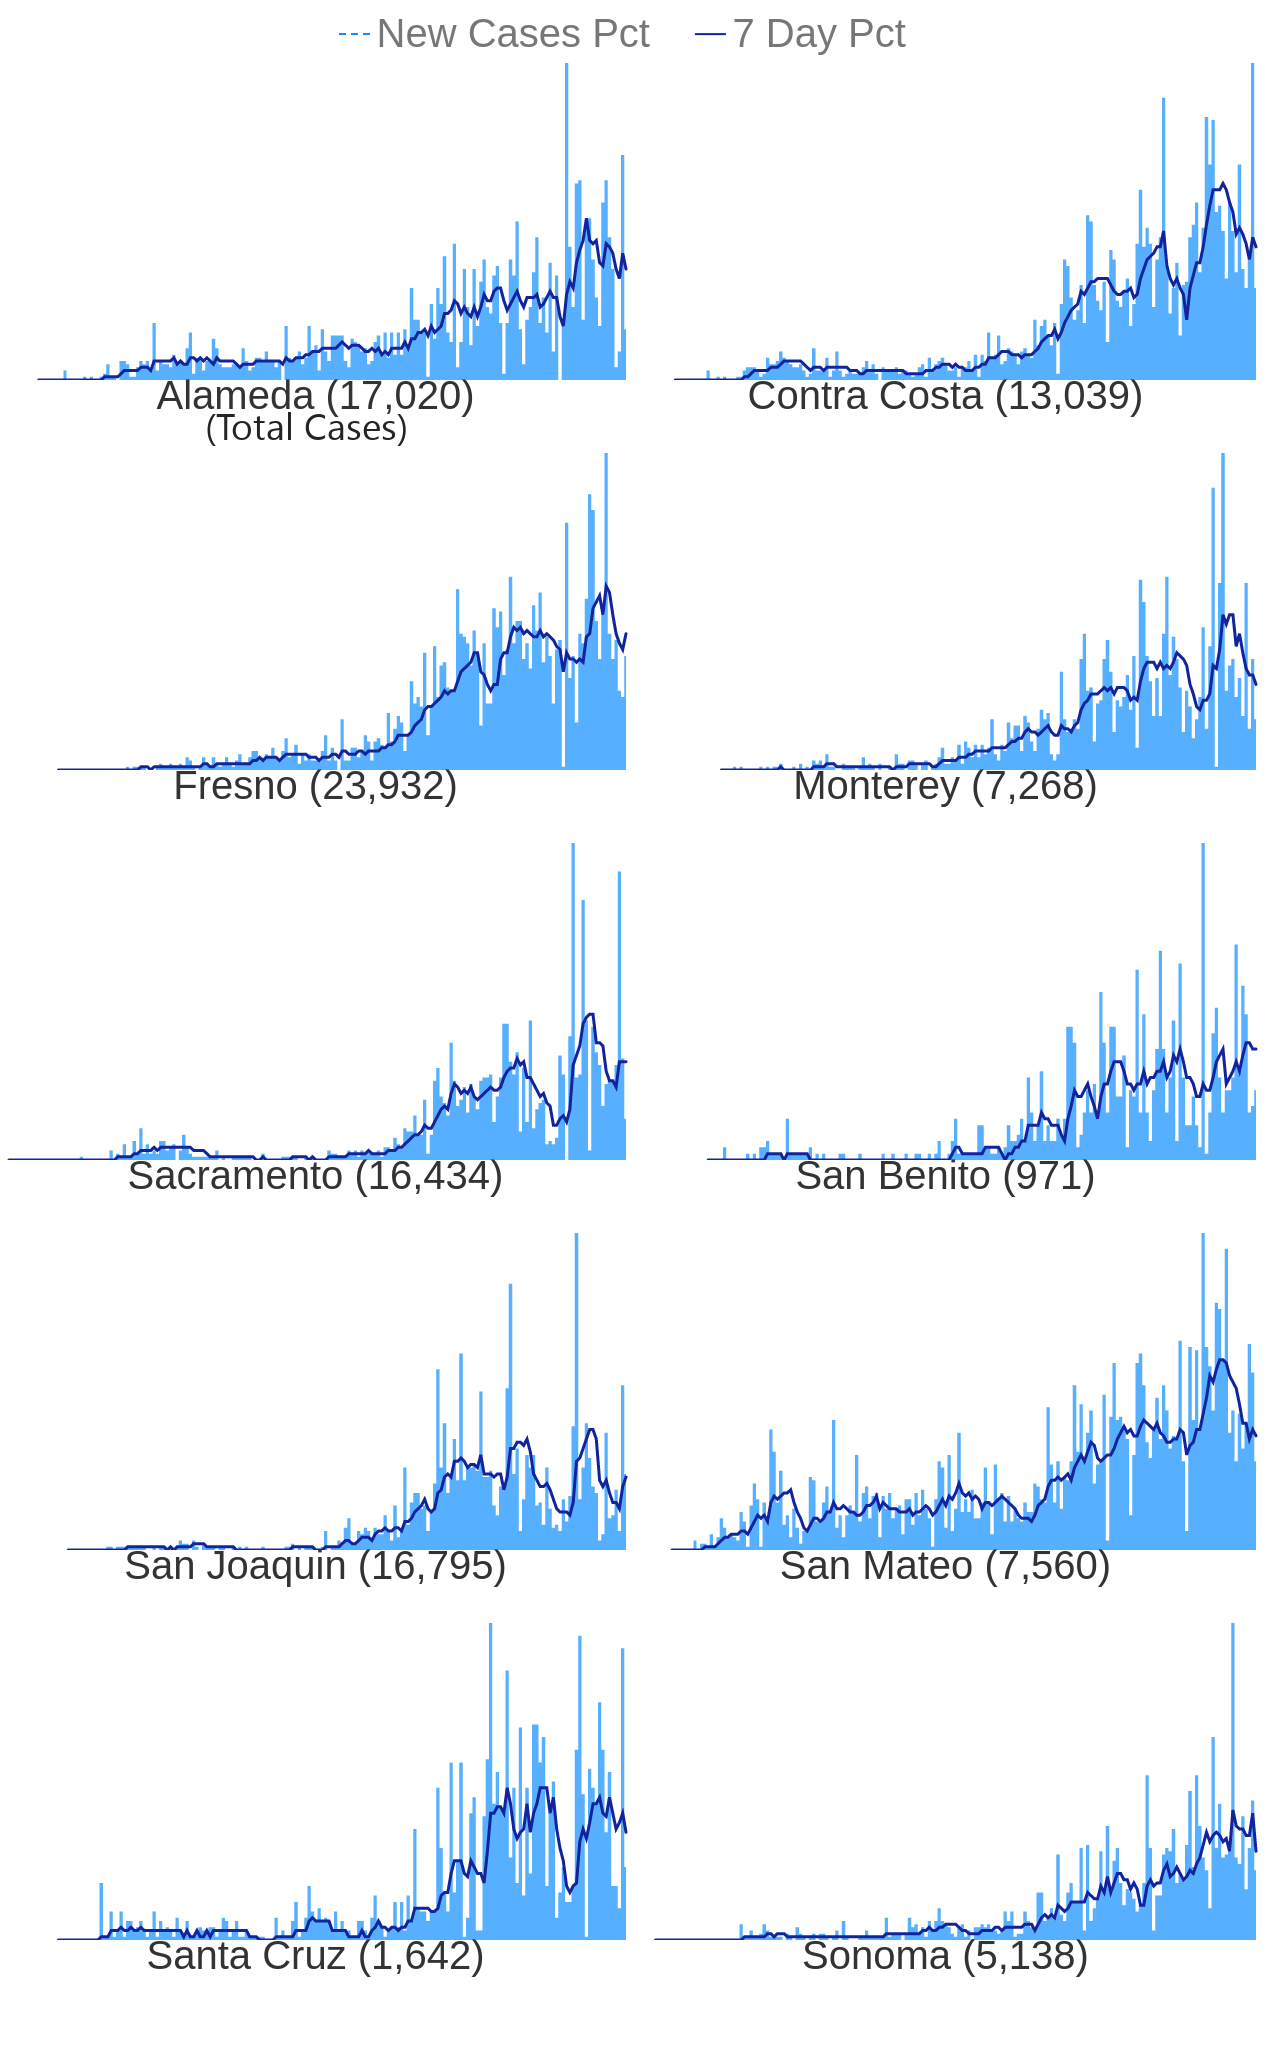 New Cases Pct 7 Day Pct
Alameda (17,020) Contra Costa (13,039)
(Total Cases)
Fresno (23,932) Monterey (7,268)
Sacramento (16,434) San Benito (971)
San Joaquin (16,795) San Mateo (7,560)
Santa Cruz (1,642) Sonoma (5,138)